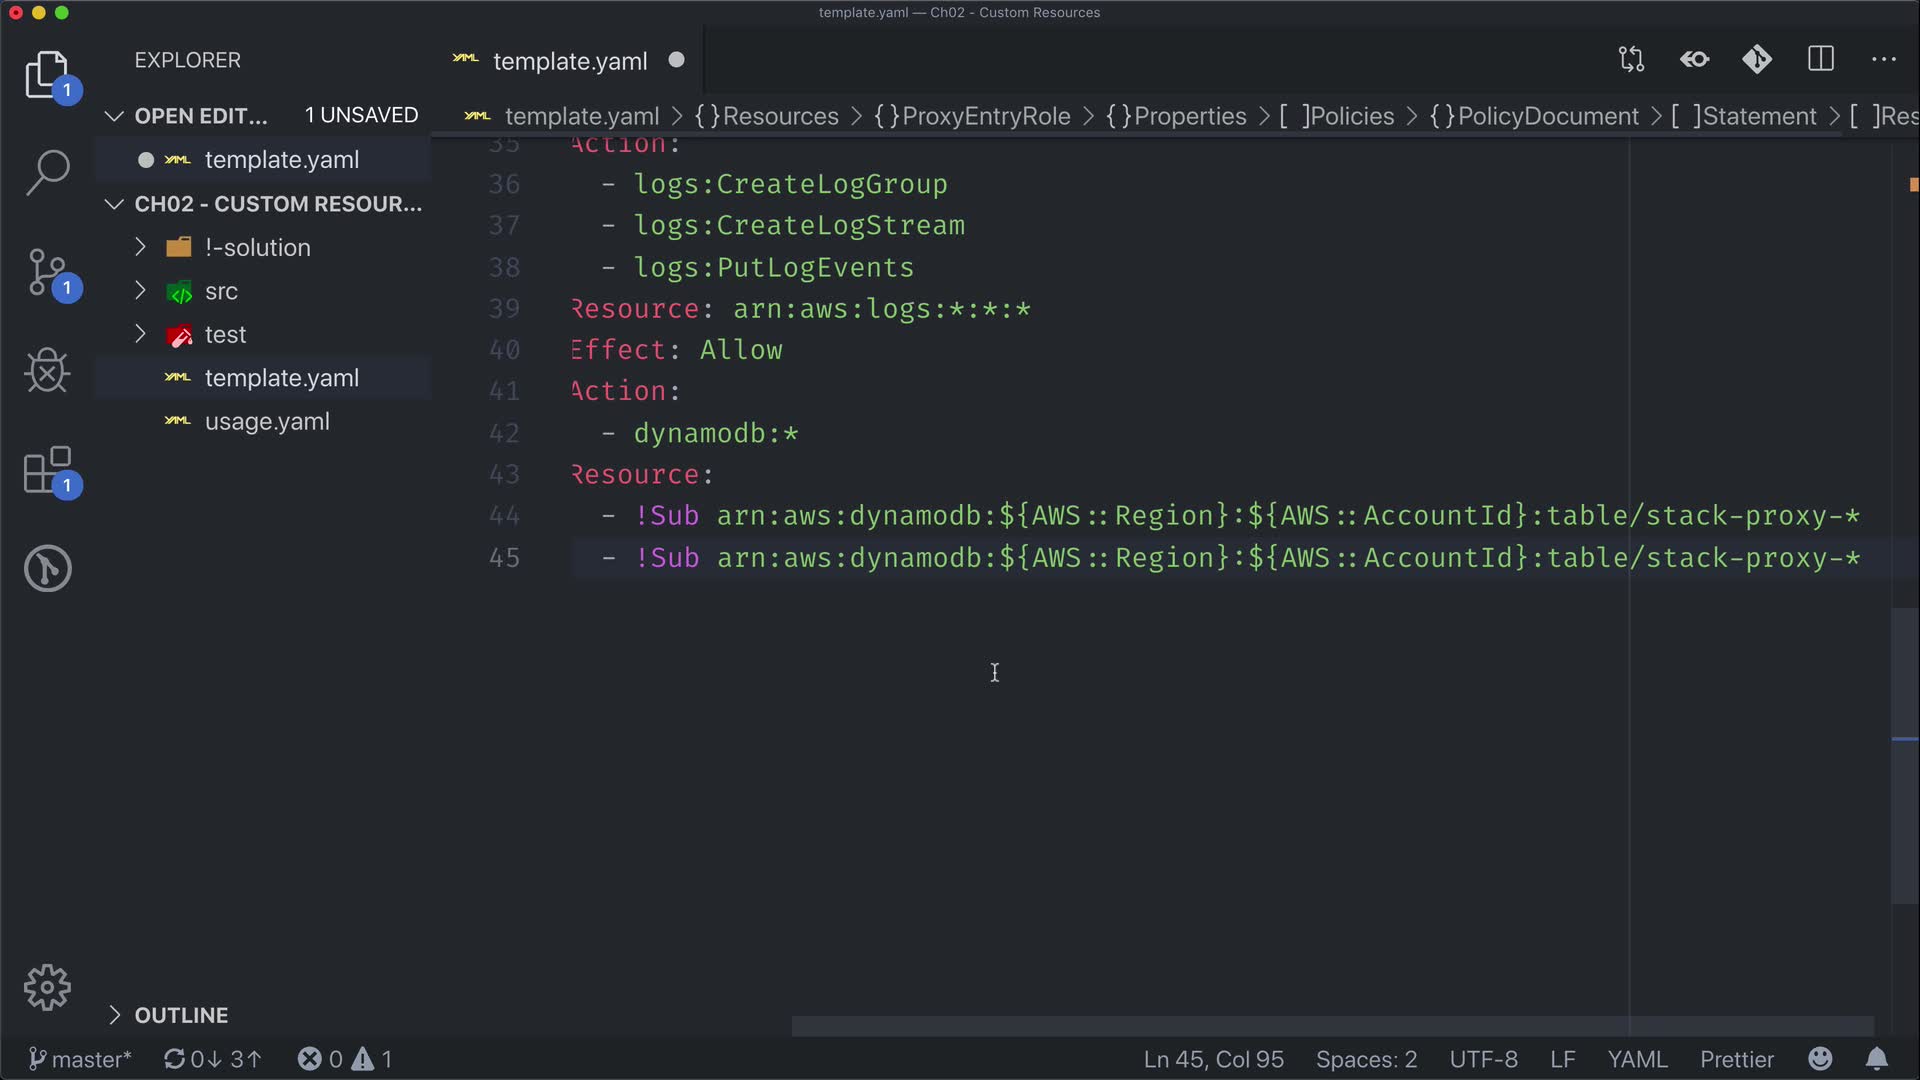 template.yaml — Ch02 - Custom Resources
EXPLORER
template.yaml
1
OPEN EDIT... 1 UNSAVED
template.yaml > {}Resources > {}ProxyEntryRole > {}Properties > [ ]Policies > {}PolicyDocument > [ ]Statement > [ ]Res
template.yaml
CH02 - CUSTOM RESOUR...
!-solution
src
test
template.yaml
usage.yaml
1
1
35 Action:
36 - logs:CreateLogGroup
37 - logs:CreateLogStream
38 - logs:PutLogEvents
39 Resource: arn:aws:logs:*:*:*
40 Effect: Allow
41 Action:
42 - dynamodb:*
43 Resource:
44 - !Sub arn:aws:dynamodb:${AWS::Region}:${AWS::AccountId}:table/stack-proxy-*
45 - !Sub arn:aws:dynamodb:${AWS::Region}:${AWS::AccountId}:table/stack-proxy-*
OUTLINE
master* 0↓ 3↑ 0 1 Ln 45, Col 95 Spaces: 2 UTF-8 LF YAML Prettier